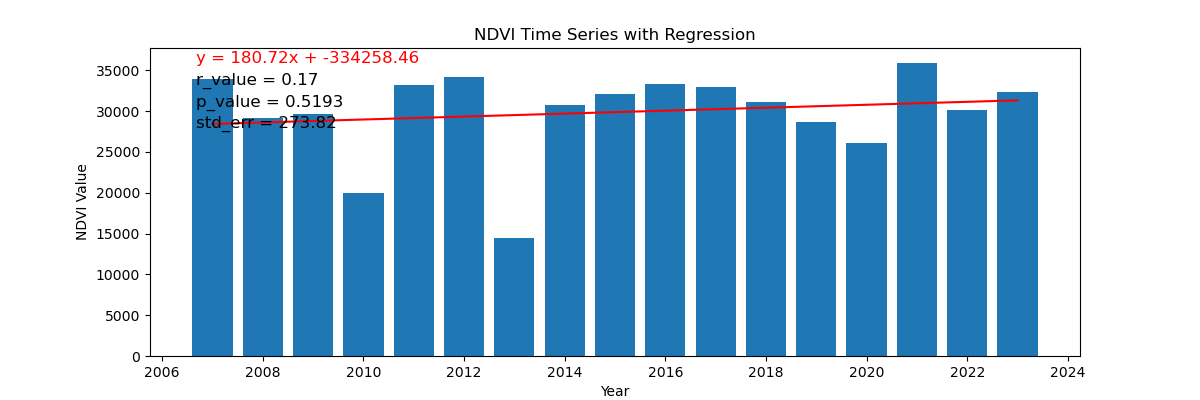 NDVI Time Series with Regression
y = 180.72x + -334258.46
r_value = 0.17
p_value = 0.5193
std_err = 273.82
NDVI Value
35000
30000
25000
20000
15000
10000
5000
0
2006 2008 2010 2012 2014 2016 2018 2020 2022 2024
Year